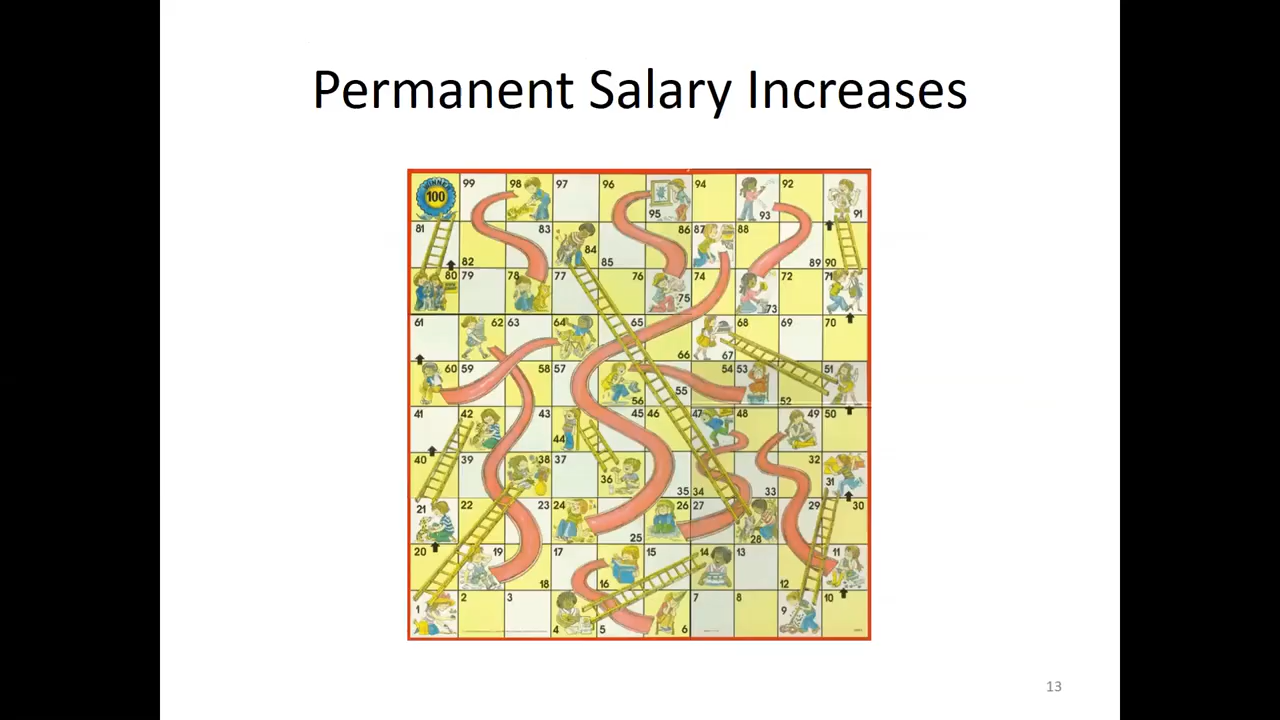 Permanent Salary Increases
WINNER
100 99 98 97 96 95 94 93 92 91
81 82 83 84 85 86 87 88 89 90
80 79 78 77 76 75 74 73 72 71
61 62 63 64 65 66 67 68 69 70
60 59 58 57 56 55 54 53 52 51
41 42 43 44 45 46 47 48 49 50
40 39 38 37 36 35 34 33 32 31
21 22 23 24 25 26 27 28 29 30
20 19 18 17 16 15 14 13 12 11
1 2 3 4 5 6 7 8 9 10
13